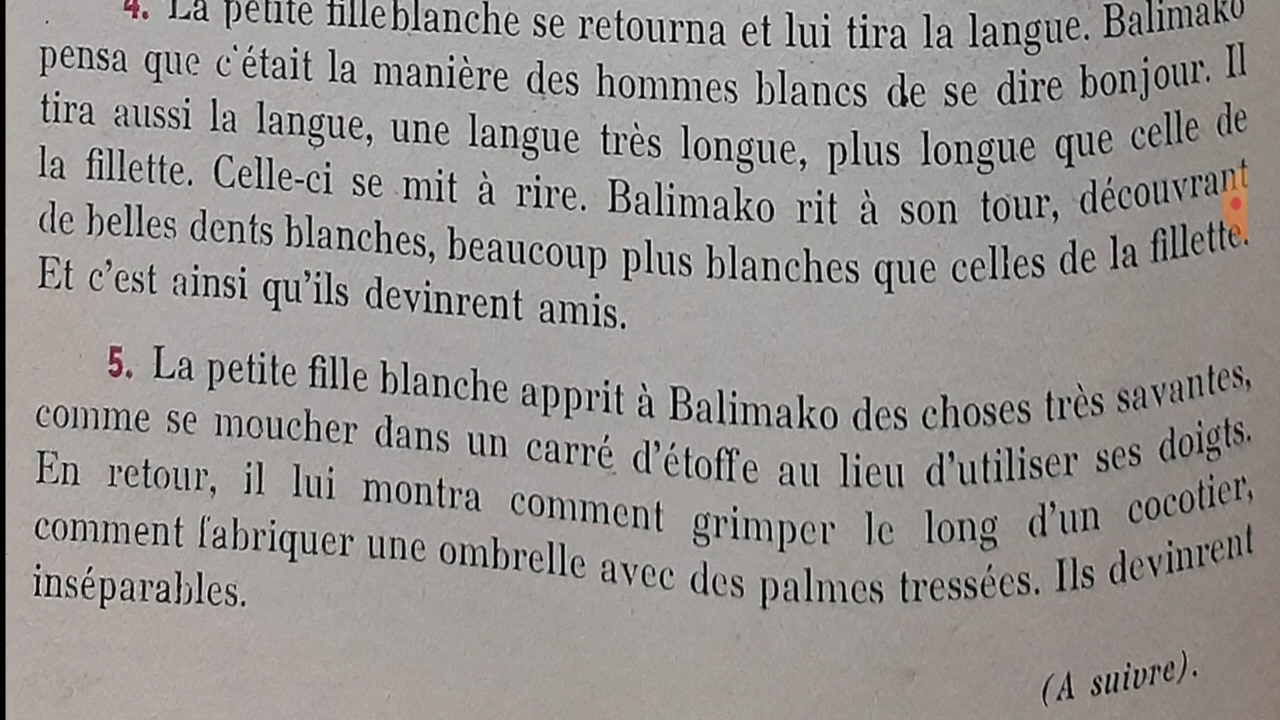 4. La petite fille blanche se retourna et lui tira la langue. Balimako
pensa que c'était la manière des hommes blancs de se dire bonjour. Il
tira aussi la langue, une langue très longue, plus longue que celle de
la fillette. Celle-ci se mit à rire. Balimako rit à son tour, découvrant
de belles dents blanches, beaucoup plus blanches que celles de la fillette.
Et c'est ainsi qu'ils devinrent amis.
5. La petite fille blanche apprit à Balimako des choses très savantes,
comme se moucher dans un carré d'étoffe au lieu d'utiliser ses doigts.
En retour, il lui montra comment grimper le long d'un cocotier,
comment fabriquer une ombrelle avec des palmes tressées. Ils devinrent
inséparables.
(A suivre).